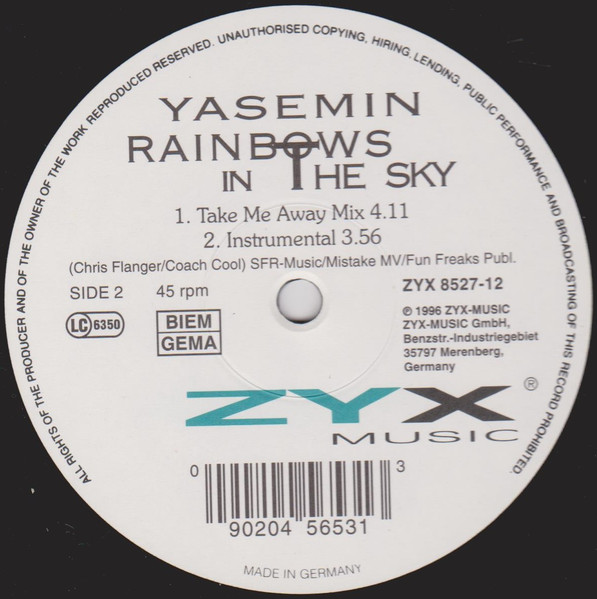 ALL RIGHTS OF THE PRODUCER AND OF THE OWNER OF THE WORK REPRODUCED RESERVED. UNAUTHORISED COPYING, HIRING, LENDING, PUBLIC PERFORMANCE AND BROADCASTING OF THIS RECORD PROHIBITED.
YASEMIN
RAINBOWS
IN THE SKY
1. Take Me Away Mix 4.11
2. Instrumental 3.56
(Chris Flanger/Coach Cool) SFR-Music/Mistake MV/Fun Freaks Publ.
SIDE 2 45 rpm
ZYX 8527-12
LC 6350
BIEM
GEMA
℗ 1996 ZYX-MUSIC
ZYX-MUSIC GmbH,
Benzstr.-Industriegebiet
35797 Merenberg,
Germany
ZYX®
MUSIC
0 90204 56531 3
MADE IN GERMANY